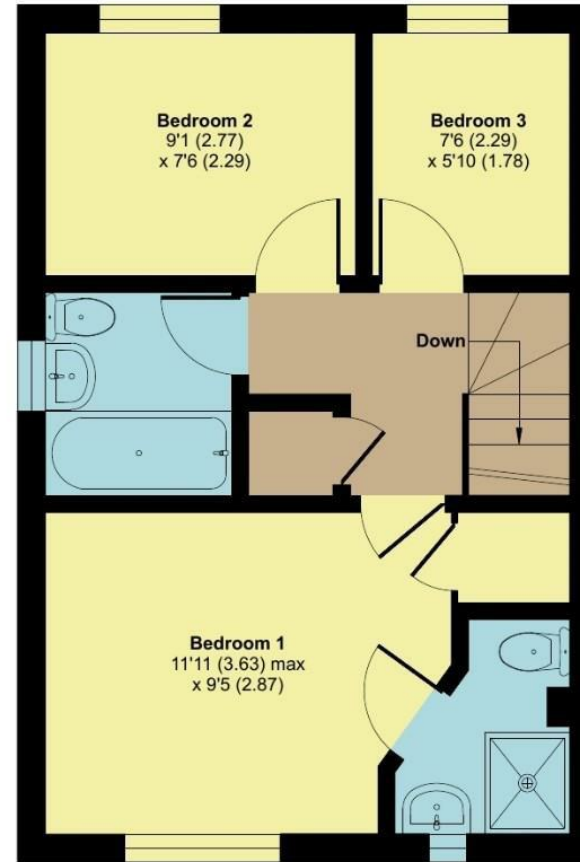 Bedroom 2
9'1 (2.77)
x 7'6 (2.29)
Bedroom 3
7'6 (2.29)
x 5'10 (1.78)
Down
Bedroom 1
11'11 (3.63) max
x 9'5 (2.87)